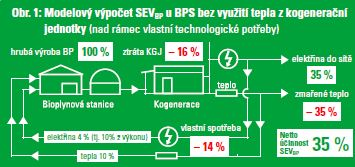 Obr. 1: Modelový výpočet SEVBP u BPS bez využití tepla z kogenerační
jednotky (nad rámec vlastní technologické potřeby)
hrubá výroba BP 100 %
ztráta KGJ – 16 %
elektřina do sítě
35 %
teplo
zmařené teplo
– 35 %
Bioplynová stanice
Kogenerace
elektřina 4 % (tj. 10% z výkonu)
vlastní spotřeba
– 14 %
teplo 10 %
Netto
účinnost
SEVBP
35 %